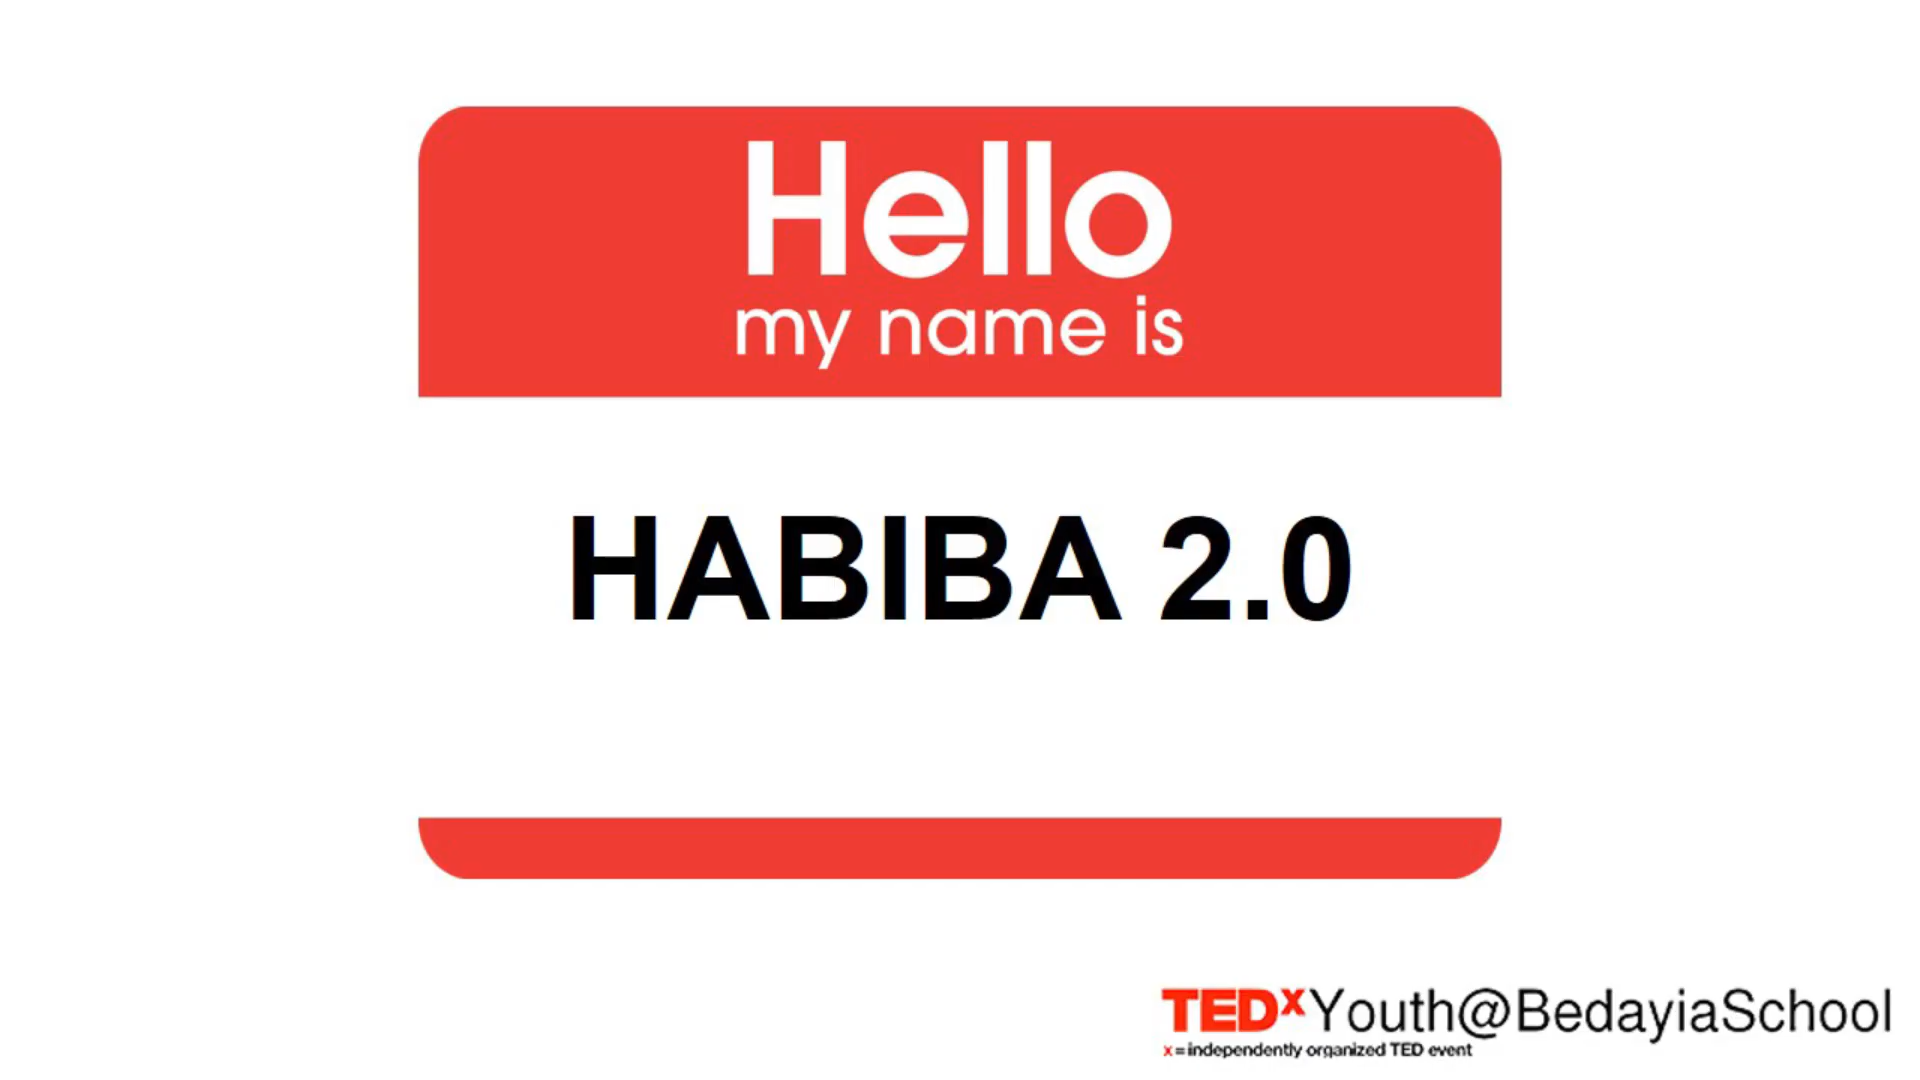 Hello
my name is
HABIBA 2.0
TEDxYouth@BedayiaSchool
x=independently organized TED event